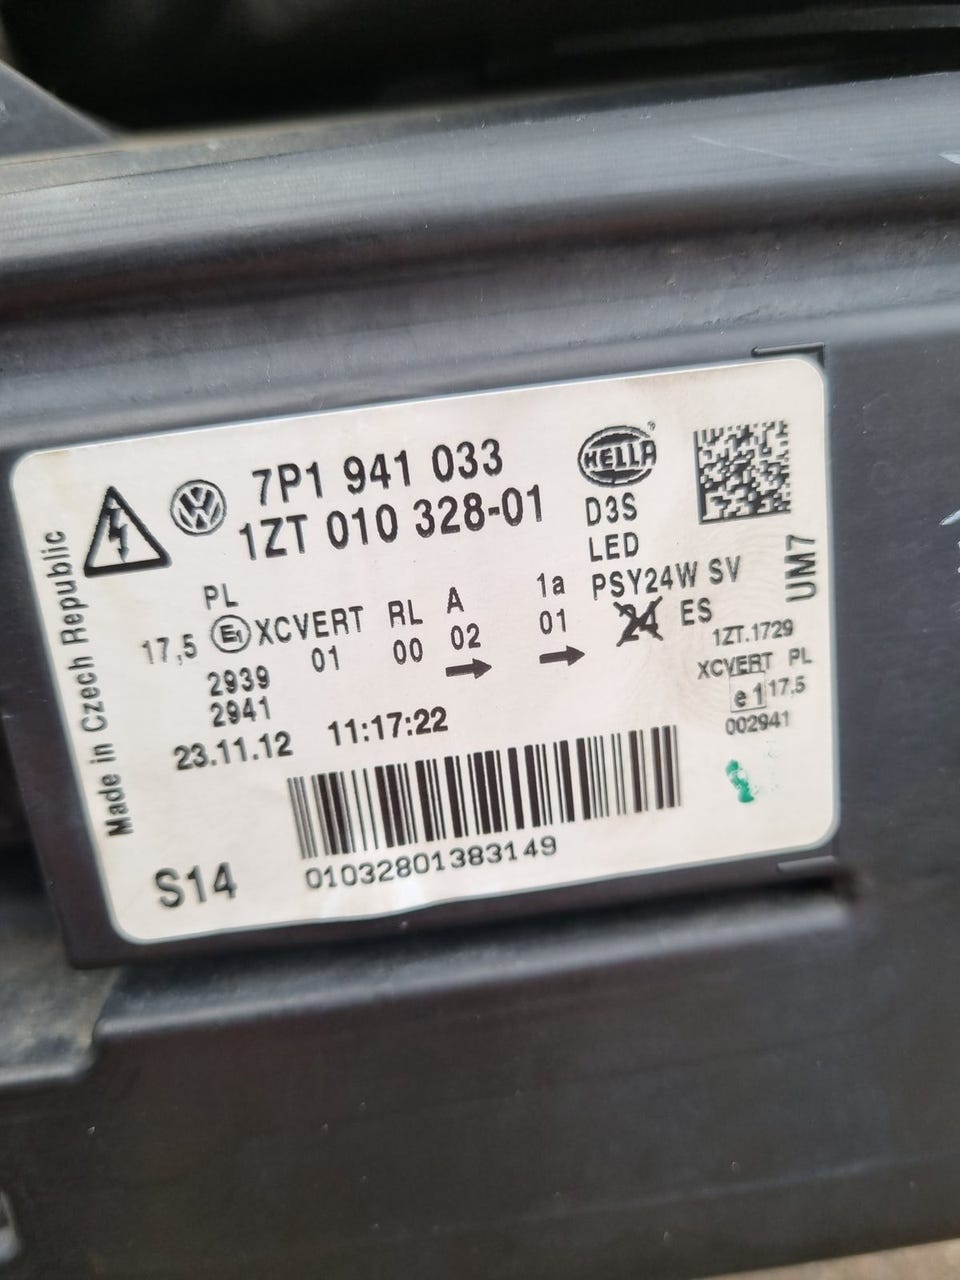 7P1 941 033
1ZT 010 328-01
HELLA
D3S
LED
PSY24W SV
24 ES
PL
17,5 E1 XCVERT RL A 1a
01 00 02 01
2939
2941
23.11.12 11:17:22
01032801383149
S14
Made in Czech Republic
UM7
1ZT.1729
XCVERT PL
e1 17,5
002941